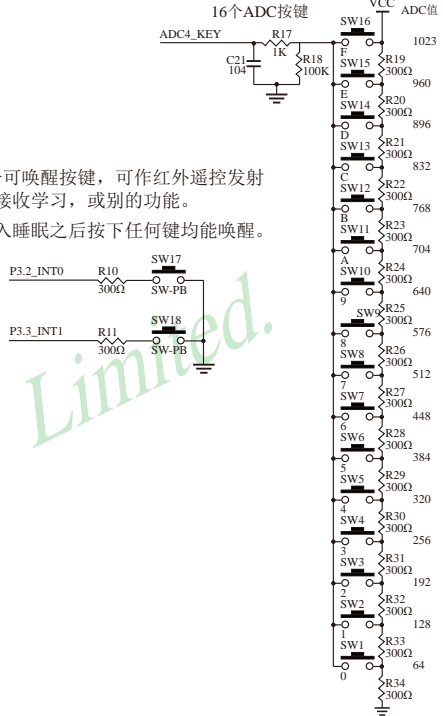 16个ADC按键
VCC
ADC值
ADC4_KEY
R17
1K
C21
104
R18
100K
SW16
F
1023
R19
300Ω
SW15
E
960
R20
300Ω
SW14
D
896
R21
300Ω
SW13
C
832
R22
300Ω
SW12
B
768
R23
300Ω
SW11
A
704
R24
300Ω
SW10
9
640
R25
300Ω
SW9
8
576
R26
300Ω
SW8
7
512
R27
300Ω
SW7
6
448
R28
300Ω
SW6
5
384
R29
300Ω
SW5
4
320
R30
300Ω
SW4
3
256
R31
300Ω
SW3
2
192
R32
300Ω
SW2
1
128
R33
300Ω
SW1
0
64
R34
300Ω
可唤醒按键，可作红外遥控发射
接收学习，或别的功能。
入睡眠之后按下任何键均能唤醒。
P3.2_INT0
R10
300Ω
SW17
SW-PB
P3.3_INT1
R11
300Ω
SW18
SW-PB
Limited.